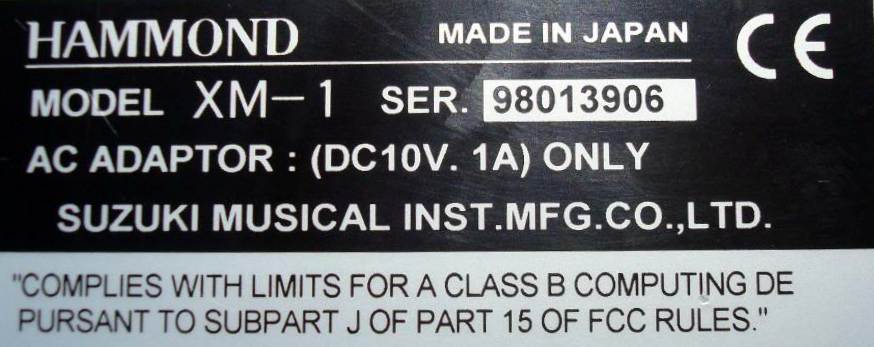 HAMMOND MADE IN JAPAN CE
MODEL XM-1 SER. 98013906
AC ADAPTOR : (DC10V. 1A) ONLY
SUZUKI MUSICAL INST.MFG.CO.,LTD.
"COMPLIES WITH LIMITS FOR A CLASS B COMPUTING DE
PURSANT TO SUBPART J OF PART 15 OF FCC RULES."